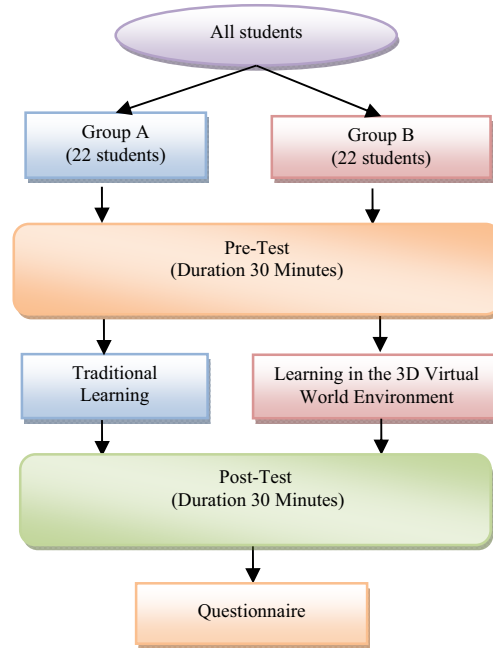 All students
Group A
(22 students)
Group B
(22 students)
Pre-Test
(Duration 30 Minutes)
Traditional
Learning
Learning in the 3D Virtual
World Environment
Post-Test
(Duration 30 Minutes)
Questionnaire